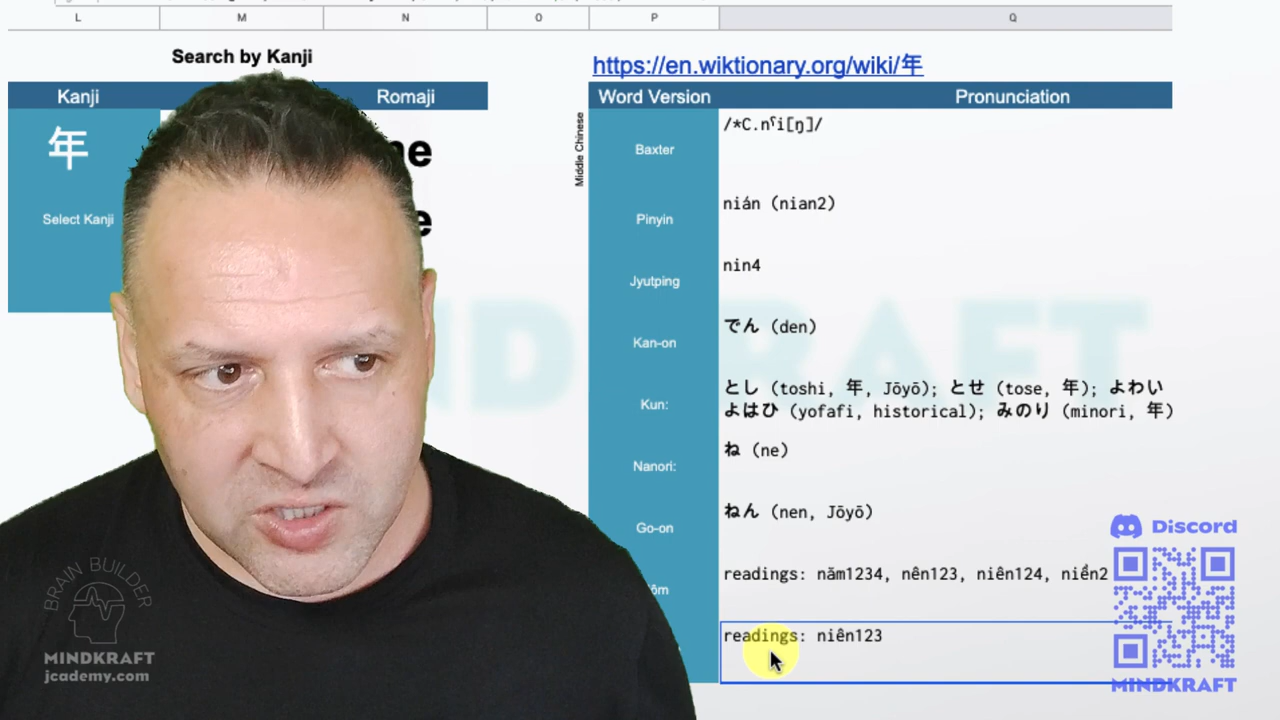 L
M
N
O
P
Q
Search by Kanji
https://en.wiktionary.org/wiki/年
Kanji
Romaji
Word Version
Pronunciation
年
Select Kanji
Middle Chinese
Baxter
/*C.nˤi[ŋ]/
Pinyin
nián (nian2)
Jyutping
nin4
Kan-on
でん (den)
Kun:
とし (toshi, 年, Jōyō); とせ (tose, 年); よわい
よはひ (yofafi, historical); みのり (minori, 年)
Nanori:
ね (ne)
Go-on
ねん (nen, Jōyō)
readings: năm1234, nên123, niên124, niển2
readings: niên123
BRAIN BUILDER
MINDKRAFT
jcademy.com
Discord
MINDKRAFT